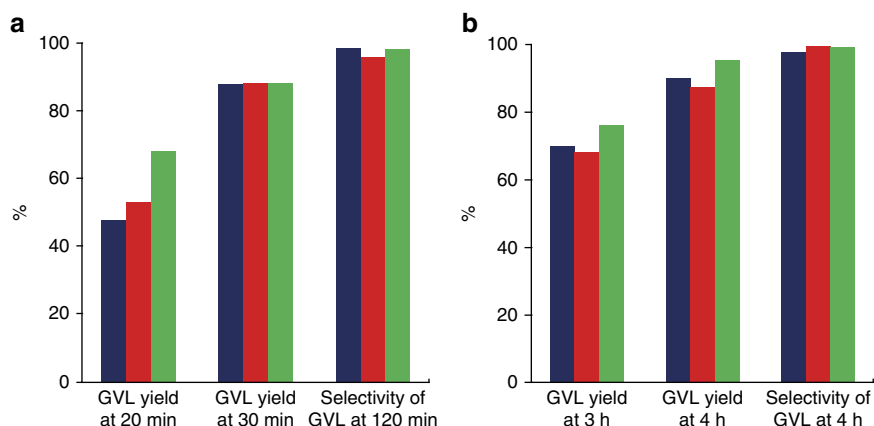 a
100
80
60
40
20
0
%
GVL yield
at 20 min
GVL yield
at 30 min
Selectivity of
GVL at 120 min
b
100
80
60
40
20
0
%
GVL yield
at 3 h
GVL yield
at 4 h
Selectivity of
GVL at 4 h